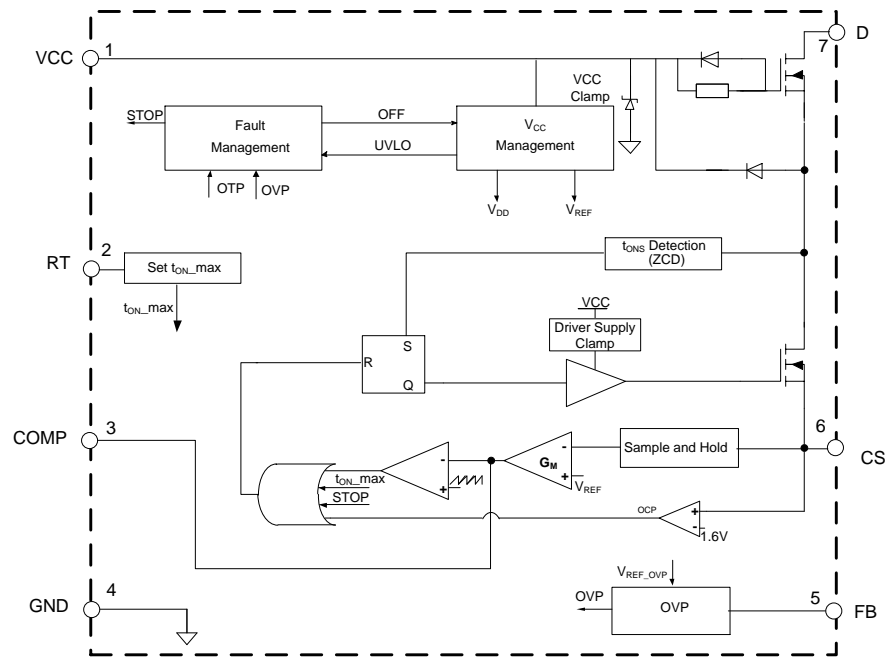 VCC
1
D
7
VCC
Clamp
STOP
Fault
Management
OFF
UVLO
VCC
Management
OTP
OVP
VDD
VREF
2
RT
Set tON_max
tON_max
tONS Detection
(ZCD)
VCC
Driver Supply
Clamp
S
R
Q
COMP
3
6
CS
Sample and Hold
-
GM
+
VREF
-
+
tON_max
STOP
OCP
+
-
1.6V
VREF_OVP
GND
4
OVP
OVP
5
FB